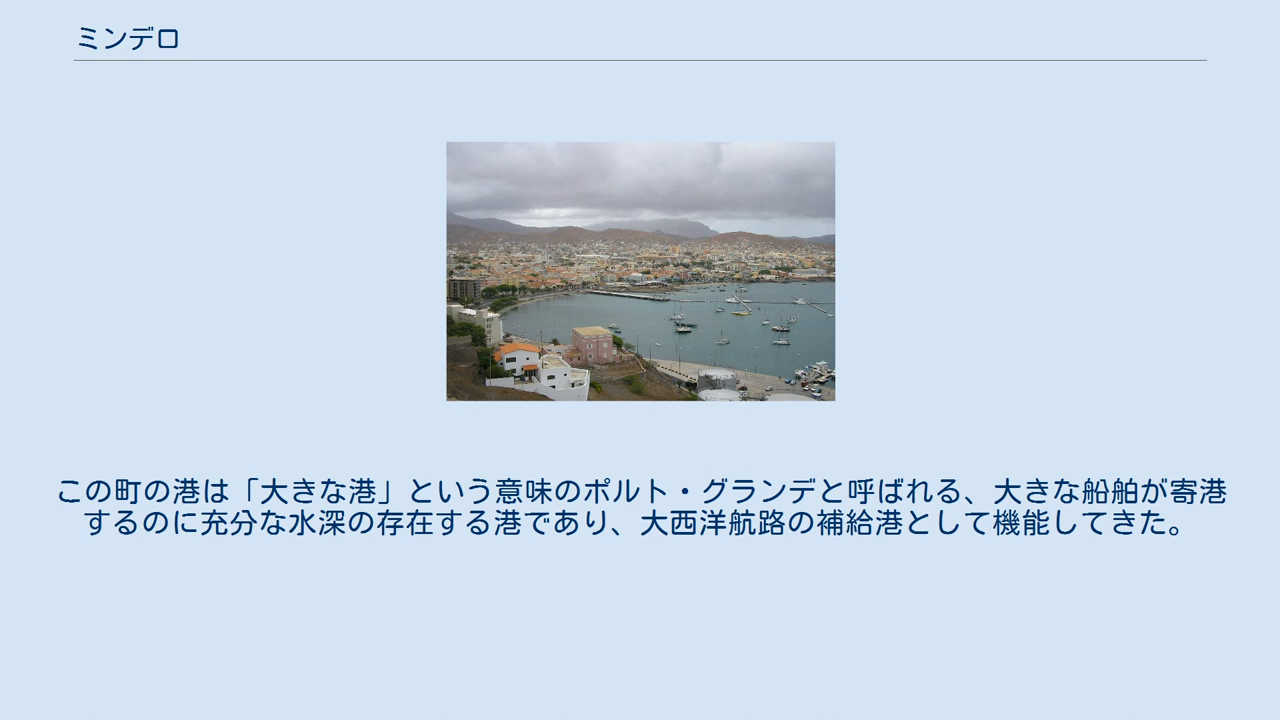 ミンデロ
この町の港は「大きな港」という意味のポルト・グランデと呼ばれる、大きな船舶が寄港
するのに充分な水深の存在する港であり、大西洋航路の補給港として機能してきた。